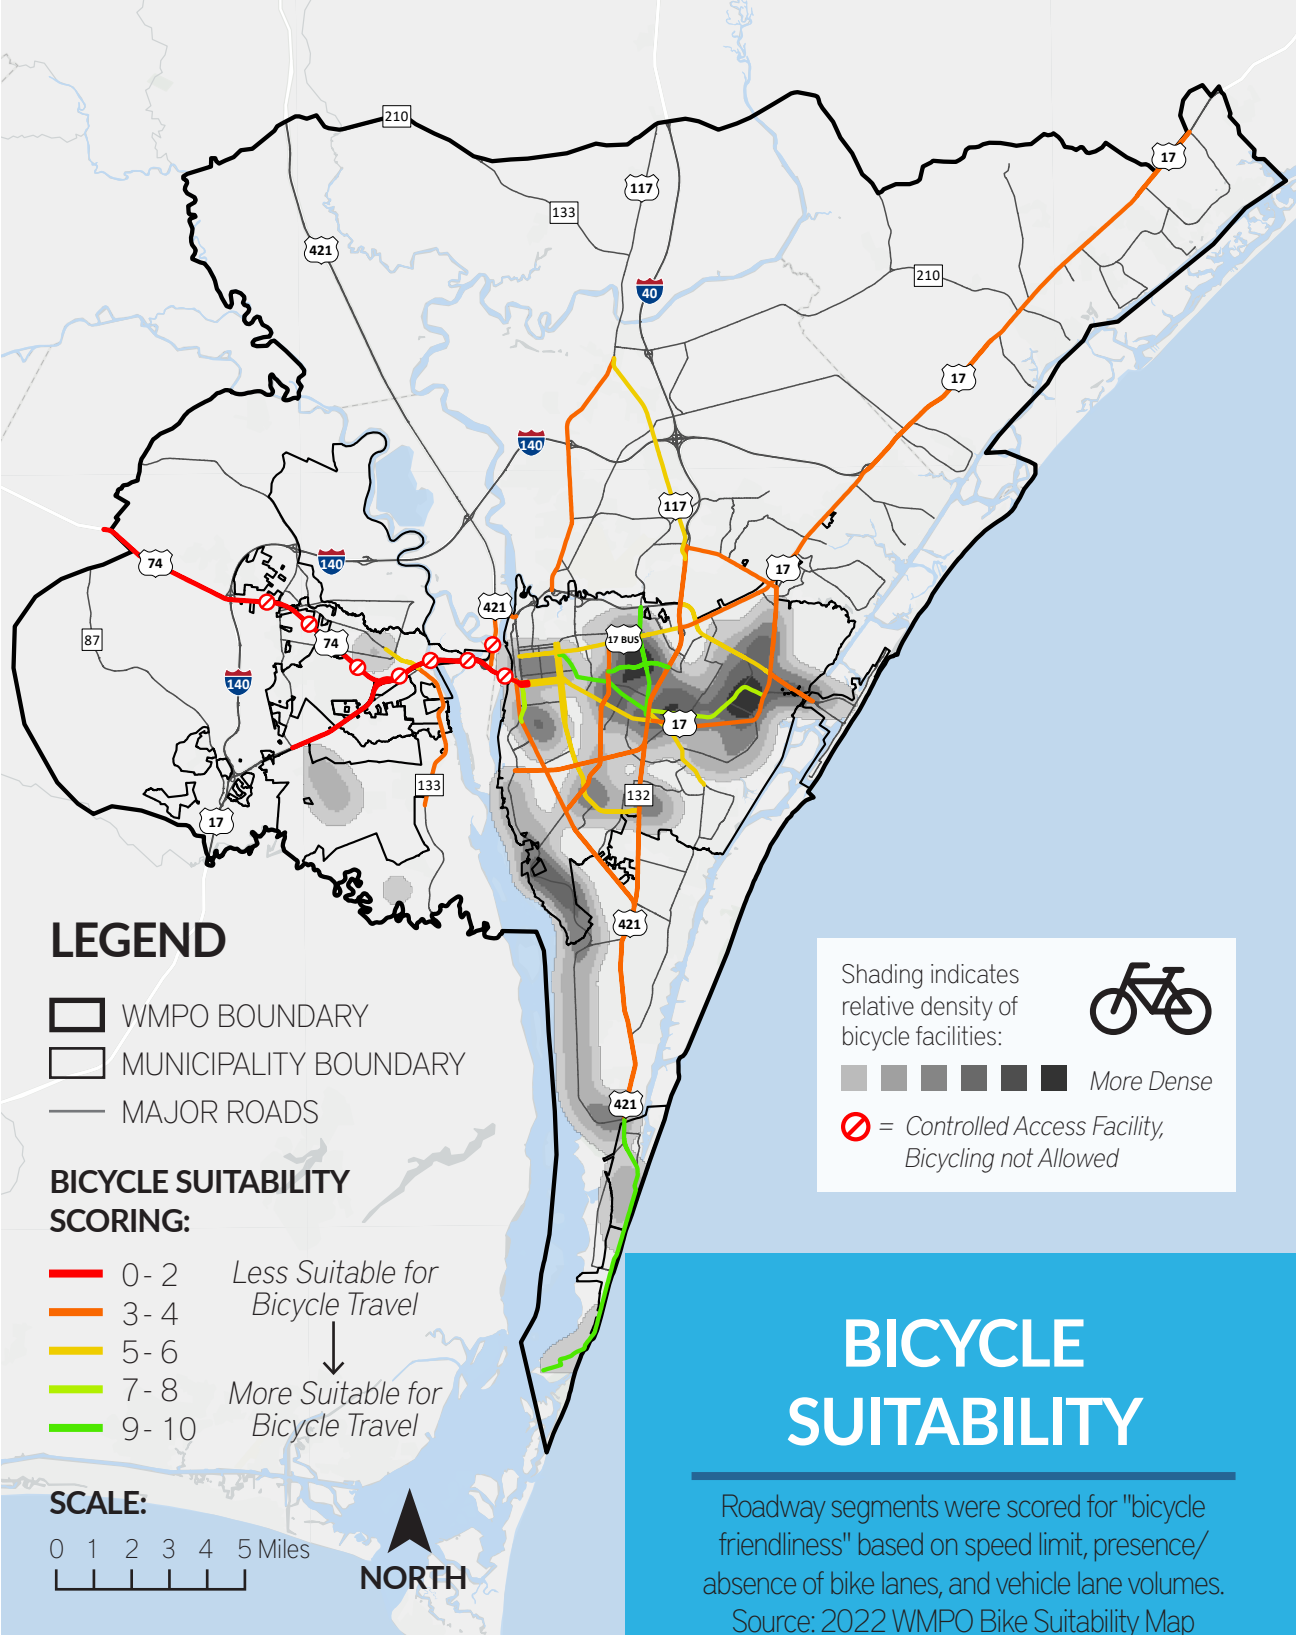 210
17
117
133
421
210
40
17
140
117
140
74
17
421
87
74
17 BUS
140
17
133
132
17
421
421
LEGEND
WMPO BOUNDARY
MUNICIPALITY BOUNDARY
MAJOR ROADS
BICYCLE SUITABILITY
SCORING:
0 - 2
3 - 4
5 - 6
7 - 8
9 - 10
Less Suitable for
Bicycle Travel
More Suitable for
Bicycle Travel
SCALE:
0 1 2 3 4 5 Miles
NORTH
Shading indicates
relative density of
bicycle facilities:
More Dense
= Controlled Access Facility,
Bicycling not Allowed
BICYCLE
SUITABILITY
Roadway segments were scored for "bicycle
friendliness" based on speed limit, presence/
absence of bike lanes, and vehicle lane volumes.
Source: 2022 WMPO Bike Suitability Map